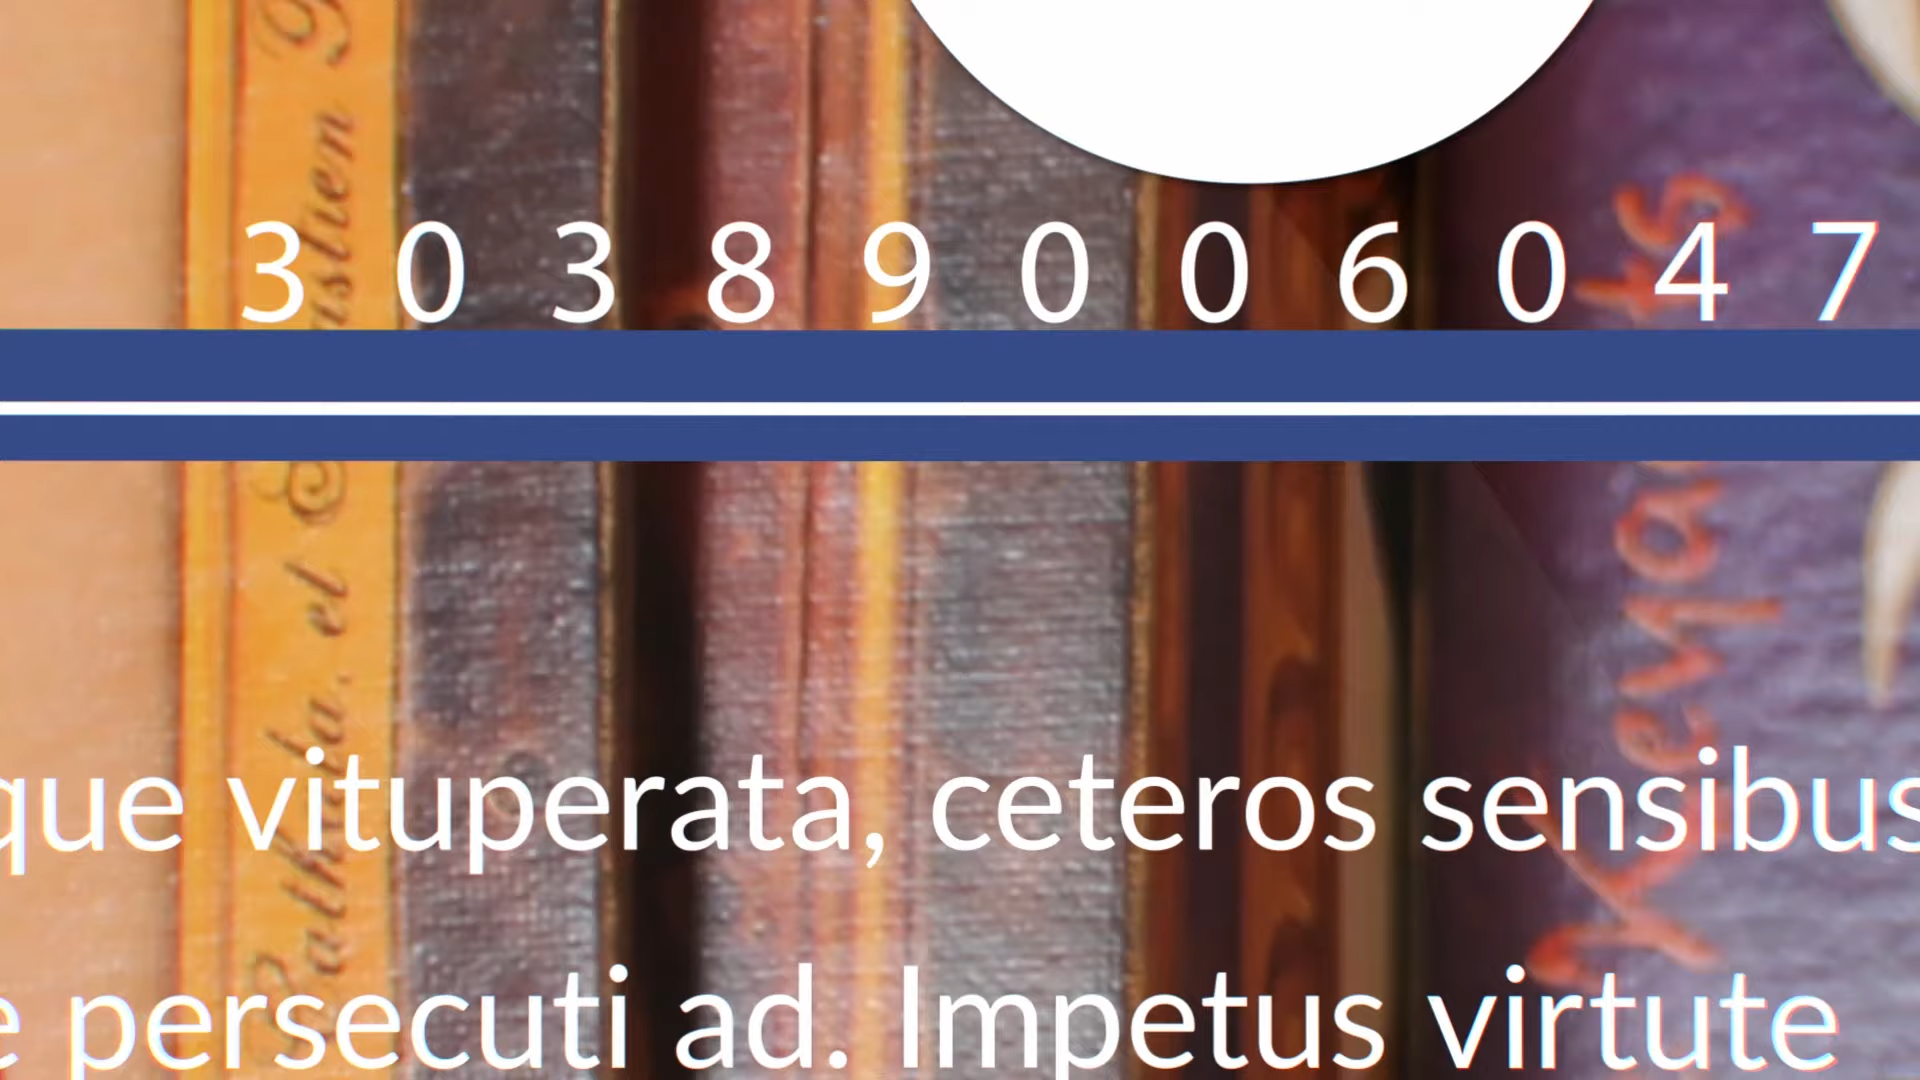 3 0 3 8 9 0 0 6 0 4 7
que vituperata, ceteros sensibus
e persecuti ad. Impetus virtute
et